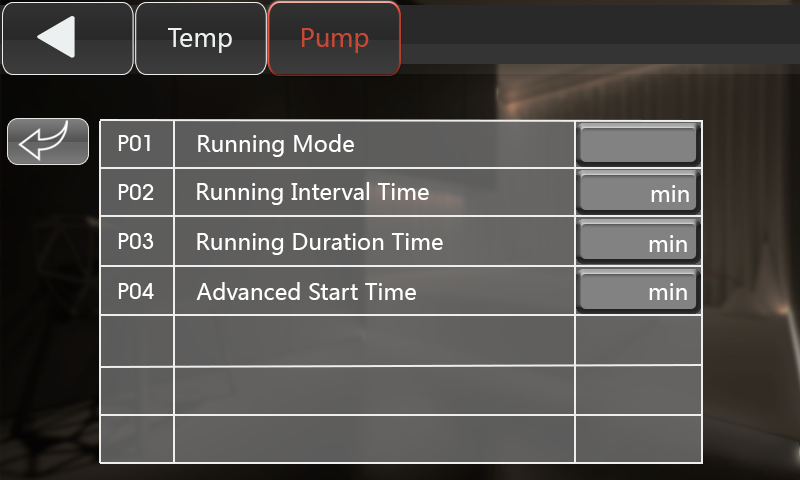 Temp Pump
P01 Running Mode
P02 Running Interval Time min
P03 Running Duration Time min
P04 Advanced Start Time min